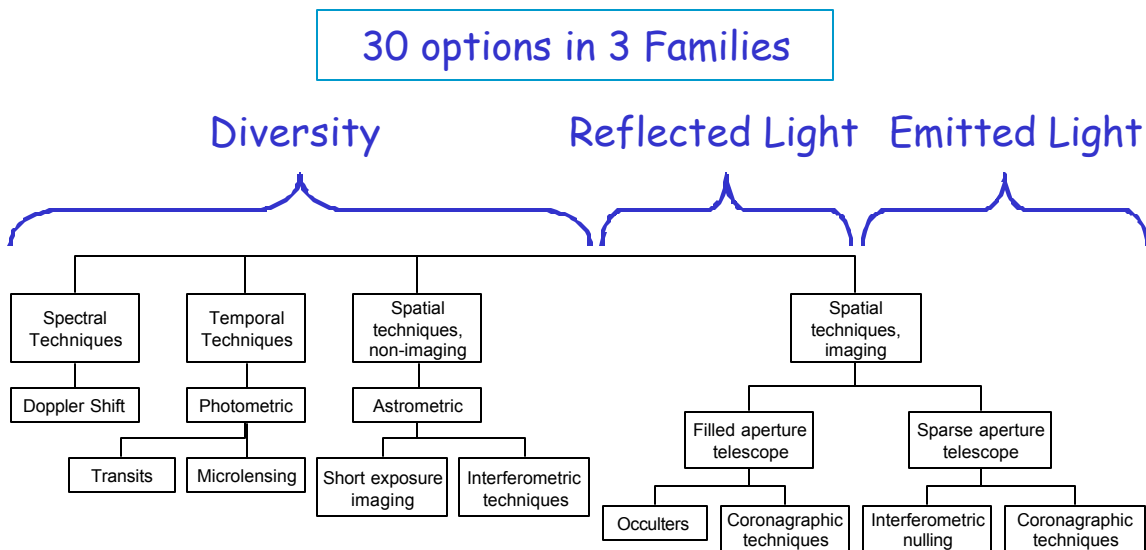 30 options in 3 Families
Diversity
Reflected Light
Emitted Light
Spectral
Techniques
Temporal
Techniques
Spatial
techniques,
non-imaging
Spatial
techniques,
imaging
Doppler Shift
Photometric
Astrometric
Filled aperture
telescope
Sparse aperture
telescope
Transits
Microlensing
Short exposure
imaging
Interferometric
techniques
Occulters
Coronagraphic
techniques
Interferometric
nulling
Coronagraphic
techniques